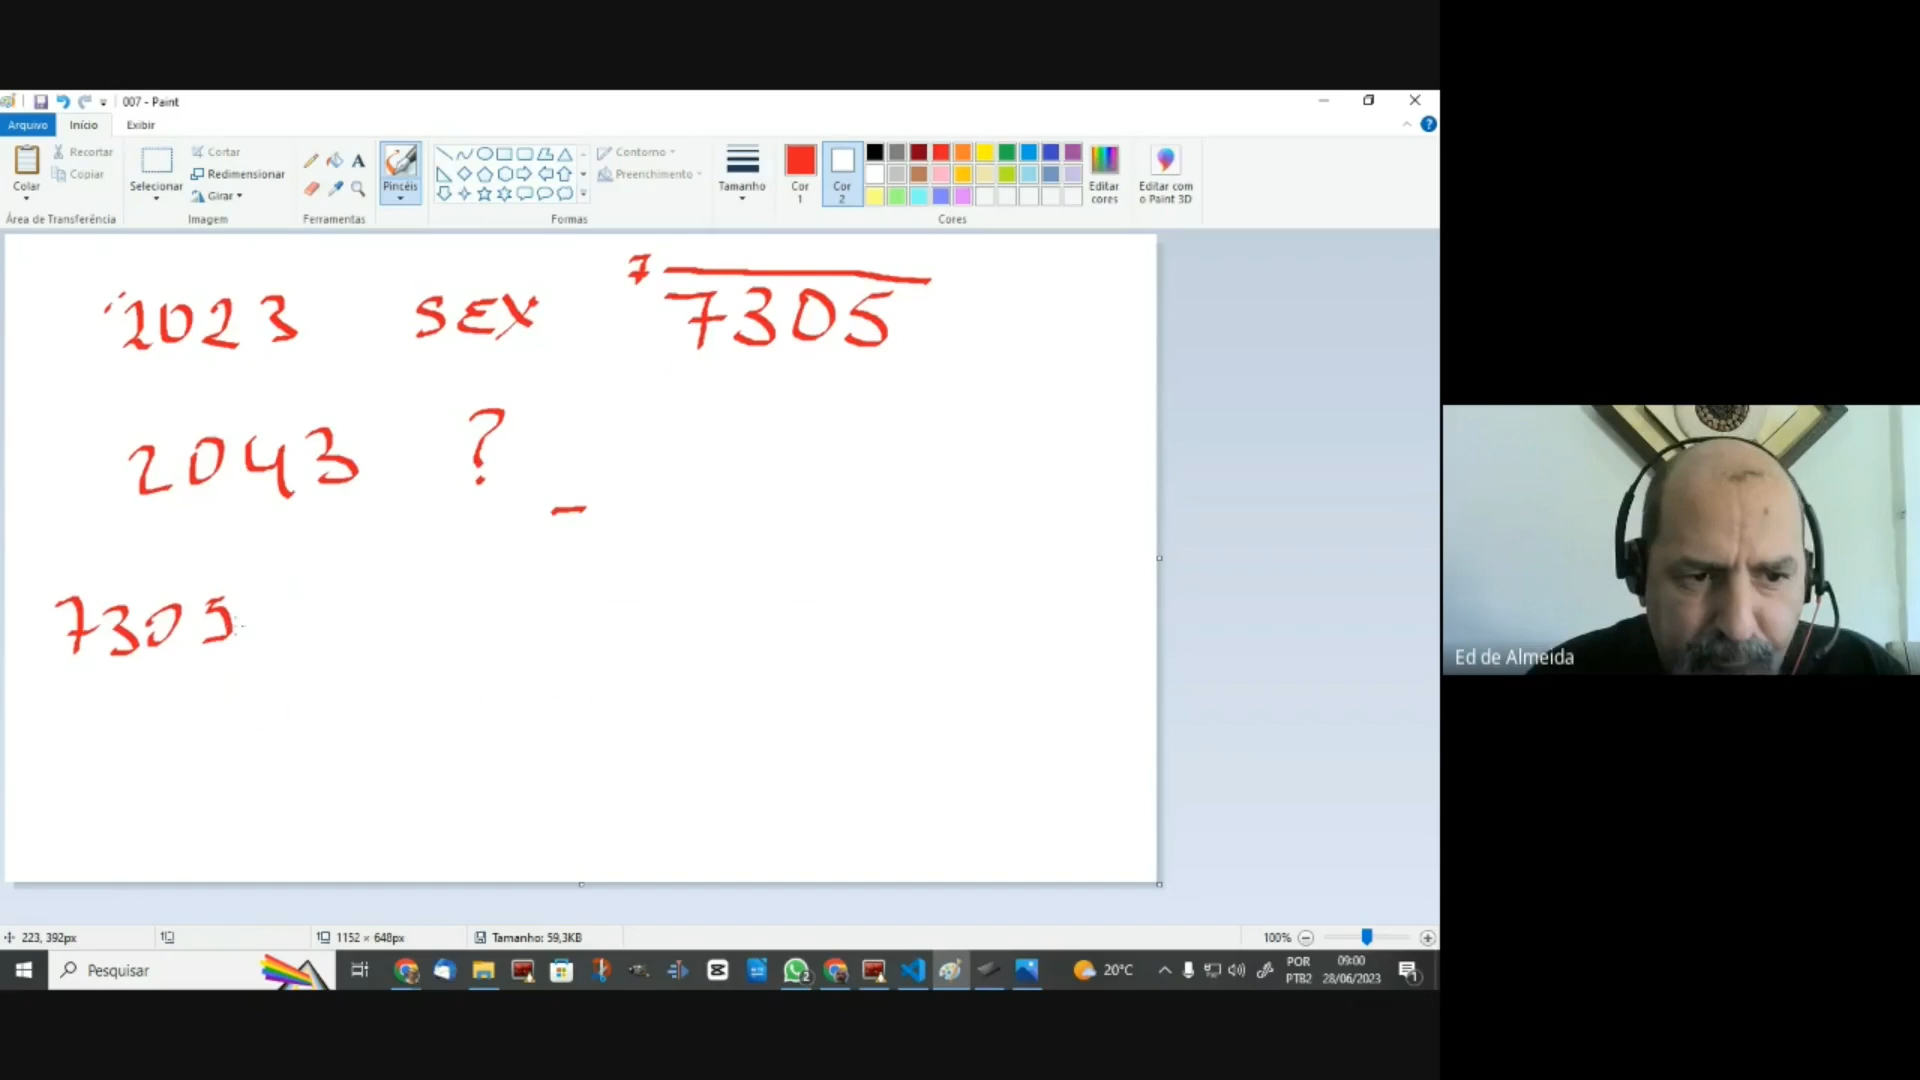 007 - Paint
Arquivo Início Exibir
Colar
Recortar
Copiar
Área de Transferência
Selecionar
Cortar
Redimensionar
Girar
Imagem
A
Ferramentas
Pincéis
Formas
Contorno
Preenchimento
Tamanho
Cor 1
Cor 2
Editar cores
Editar com o Paint 3D
Cores
2023 SEX 7 7305
2043 ?
7305
Ed de Almeida
223, 392px
1152 × 648px
Tamanho: 59,3KB
100%
Pesquisar
2
20°C
POR
PTB2
09:00
28/06/2023
1